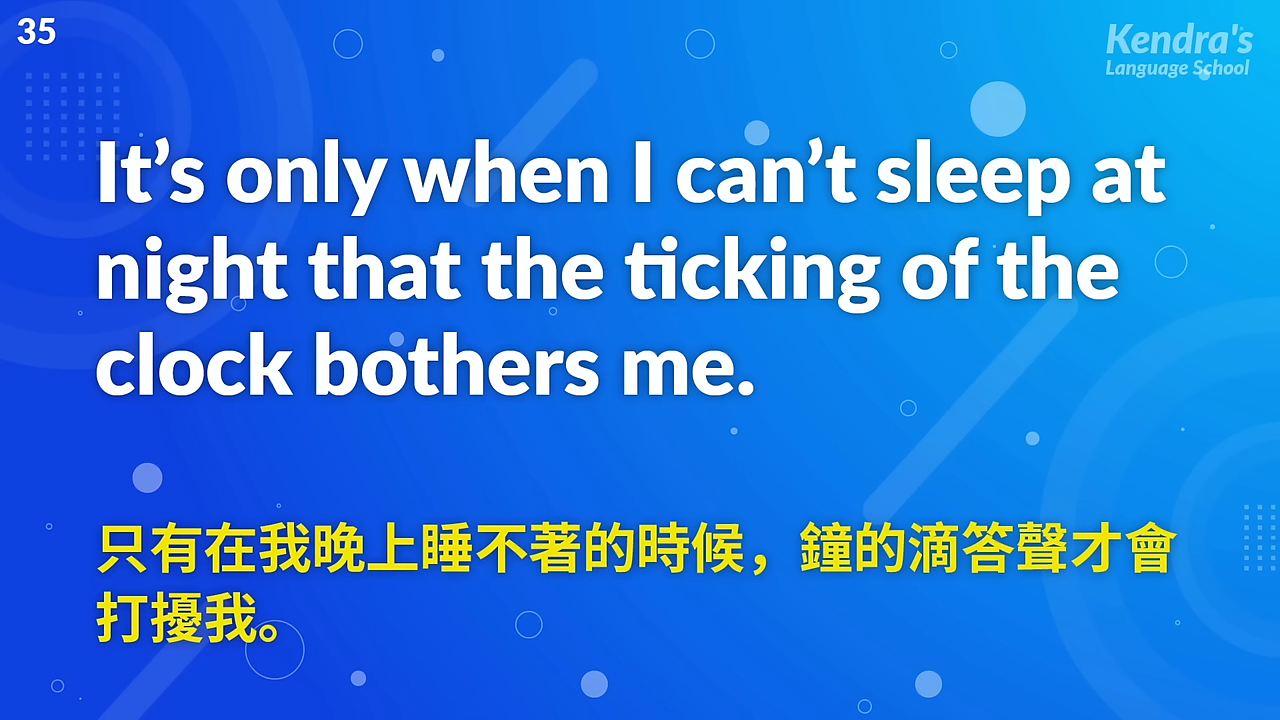 35
Kendra's
Language School
It’s only when I can’t sleep at
night that the ticking of the
clock bothers me.
只有在我晚上睡不著的時候，鐘的滴答聲才會
打擾我。